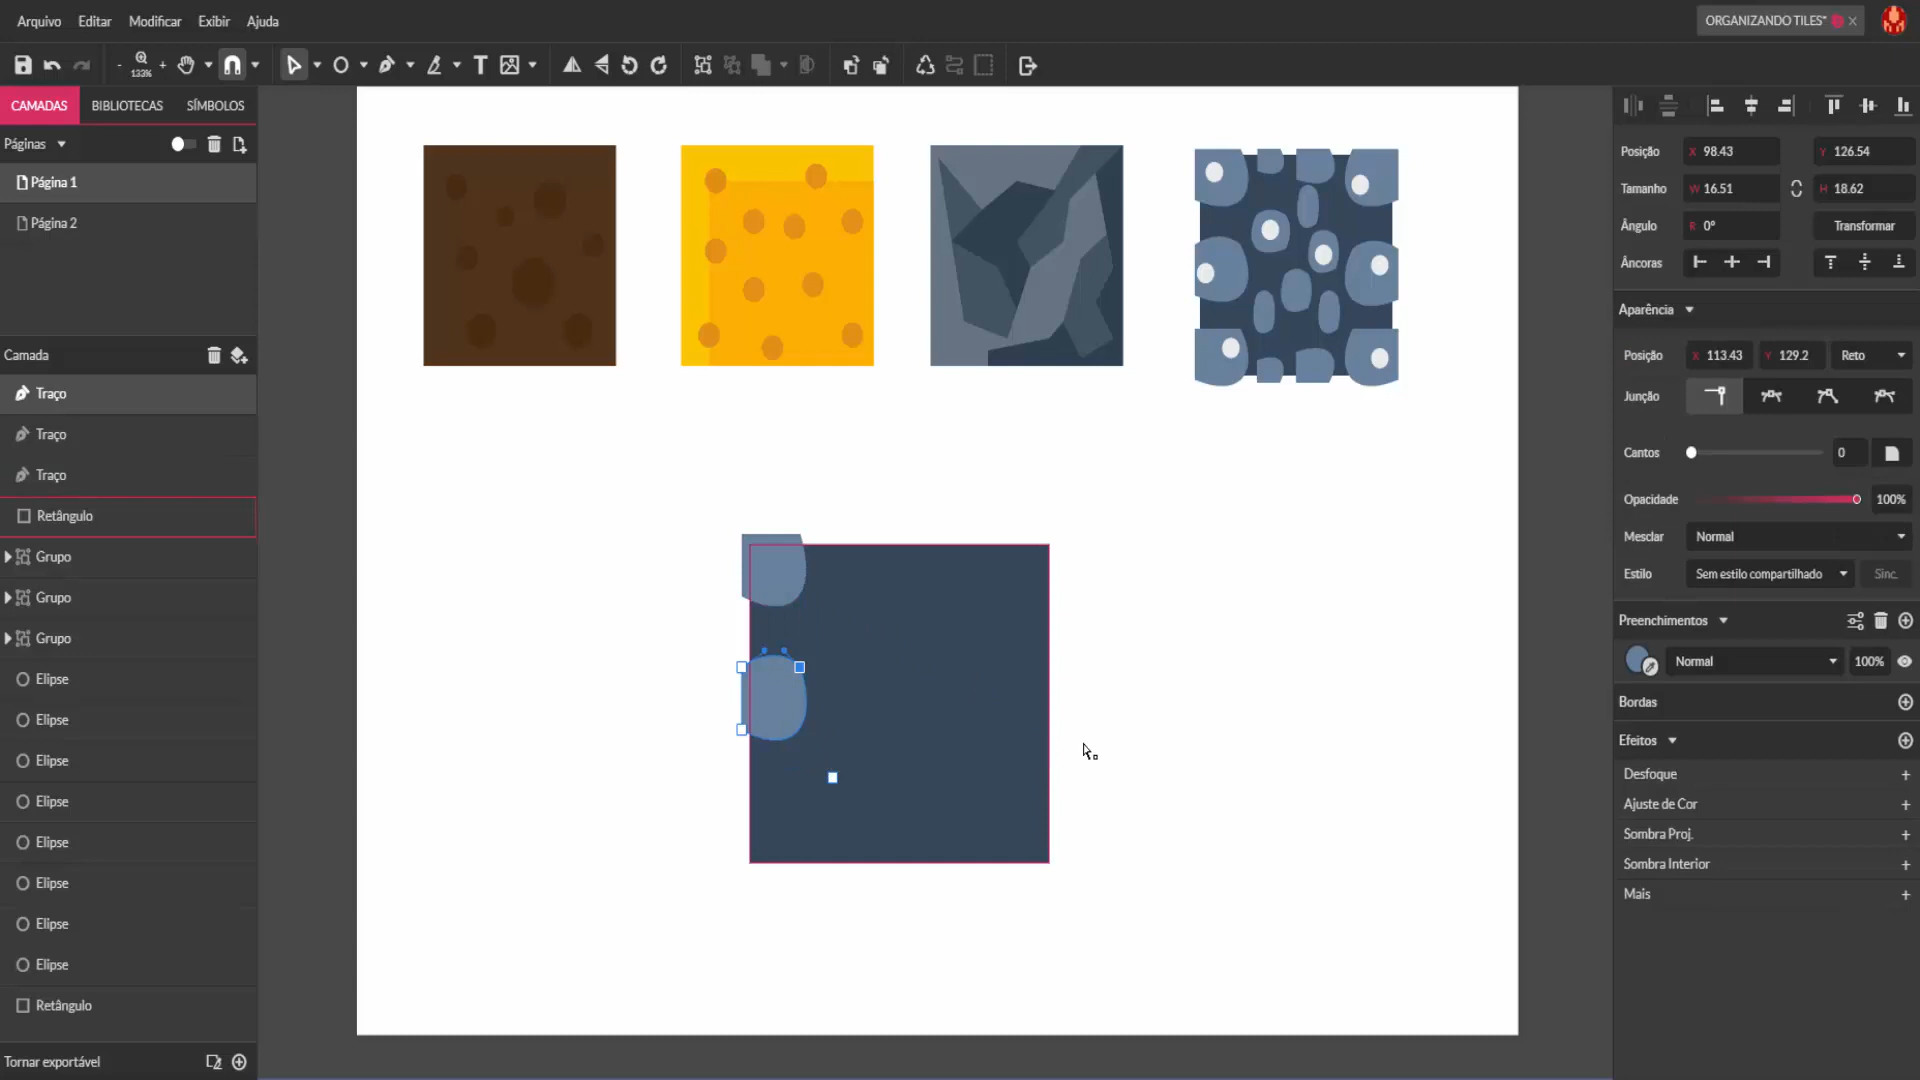 Arquivo Editar Modificar Exibir Ajuda
ORGANIZANDO TILES*
- 133% +
T
CAMADAS BIBLIOTECAS SÍMBOLOS
Páginas
Página 1
Página 2
Camada
Traço
Traço
Traço
Retângulo
Grupo
Grupo
Grupo
Elipse
Elipse
Elipse
Elipse
Elipse
Elipse
Elipse
Elipse
Retângulo
Tornar exportável
Posição X 98.43 Y 126.54
Tamanho W 16.51 H 18.62
Ângulo R 0° Transformar
Âncoras
Aparência
Posição X 113.43 Y 129.2 Reto
Junção
Cantos 0
Opacidade 100%
Mesclar Normal
Estilo Sem estilo compartilhado Sinc.
Preenchimentos
Normal 100%
Bordas
Efeitos
Desfoque +
Ajuste de Cor +
Sombra Proj. +
Sombra Interior +
Mais +